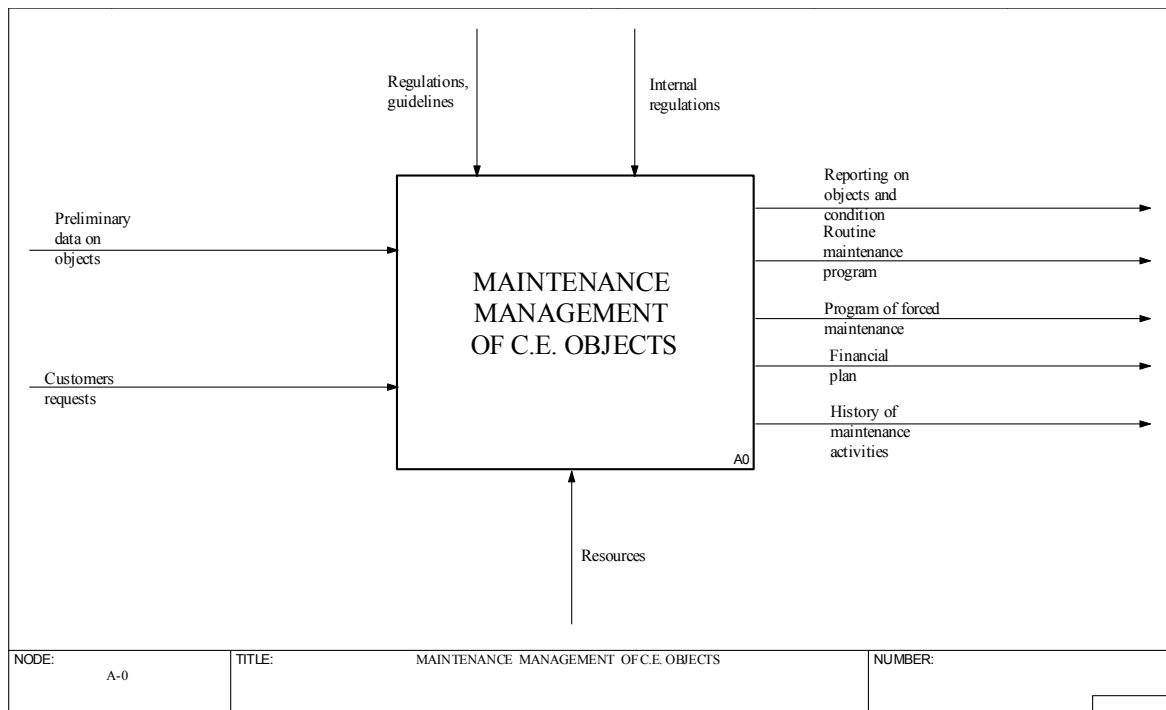 Regulations,
guidelines
Internal
regulations
Preliminary
data on
objects
Customers
requests
MAINTENANCE
MANAGEMENT
OF C.E. OBJECTS
A0
Reporting on
objects and
condition
Routine
maintenance
program
Program of forced
maintenance
Financial
plan
History of
maintenance
activities
Resources
NODE:
A-0
TITLE:
MAINTENANCE MANAGEMENT OF C.E. OBJECTS
NUMBER: